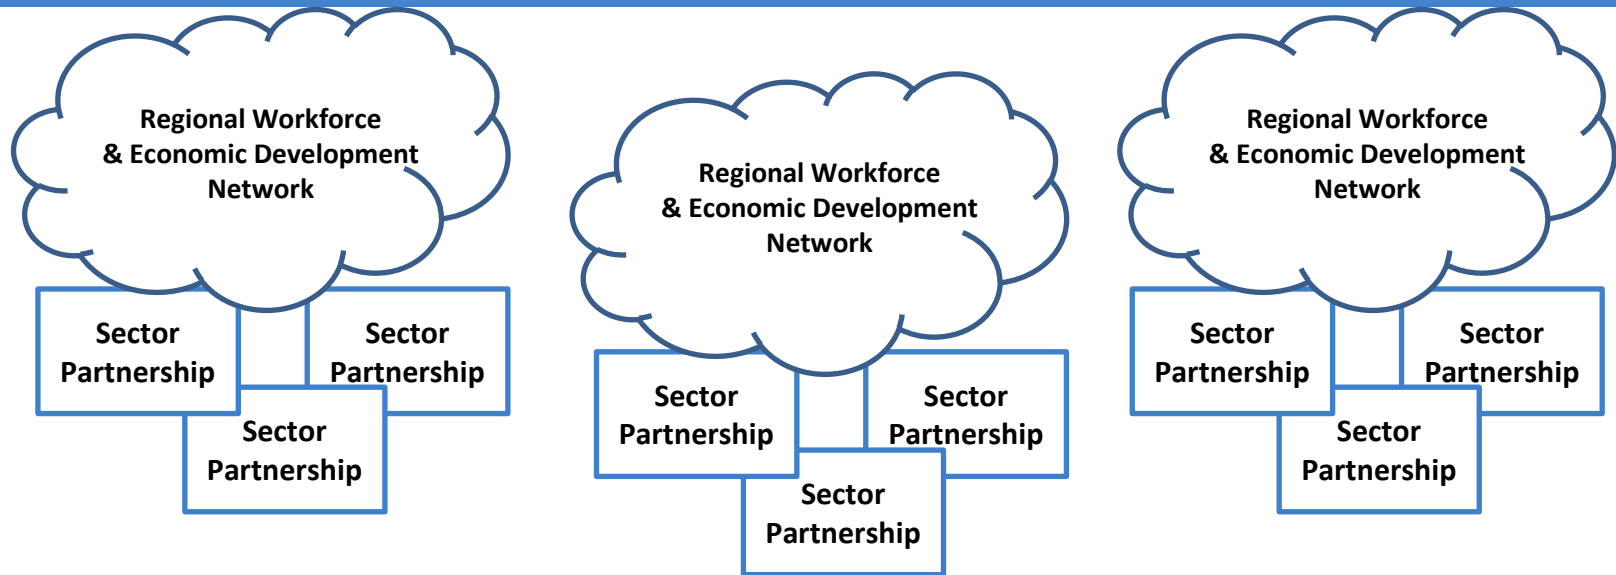 Regional Workforce
& Economic Development
Network
Sector
Partnership
Sector
Partnership
Sector
Partnership
Regional Workforce
& Economic Development
Network
Sector
Partnership
Sector
Partnership
Sector
Partnership
Regional Workforce
& Economic Development
Network
Sector
Partnership
Sector
Partnership
Sector
Partnership